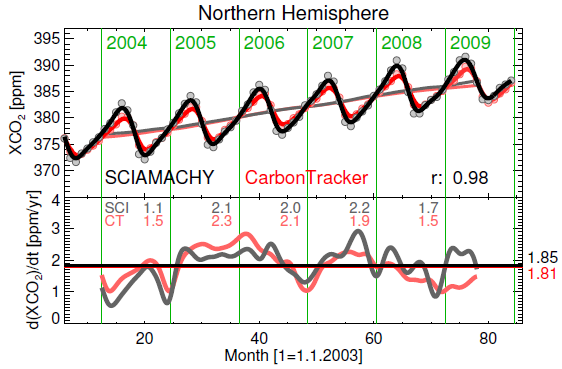 Northern Hemisphere
XCO2 [ppm]
395
390
385
380
375
370
2004 2005 2006 2007 2008 2009
SCIAMACHY CarbonTracker r: 0.98
d(XCO2)/dt [ppm/yr]
4
3
2
1
0
SCI 1.1 2.1 2.0 2.2 1.7
CT 1.5 2.3 2.1 1.9 1.5
1.85
1.81
20 40 60 80
Month [1=1.1.2003]